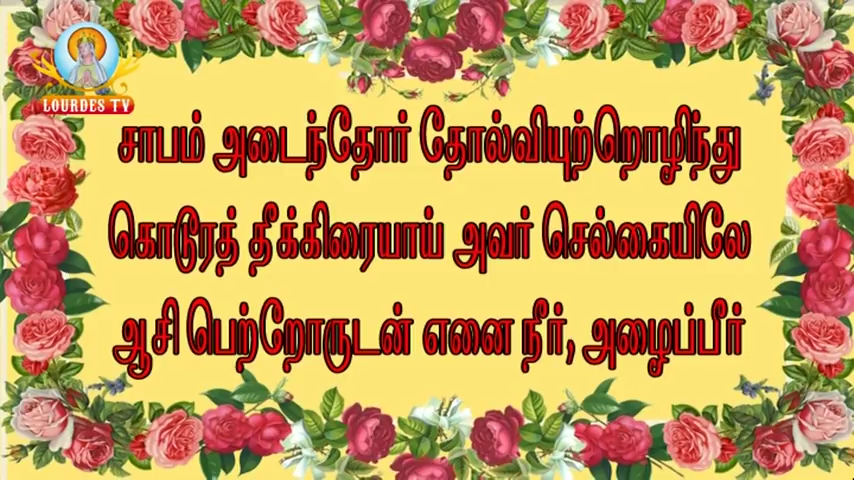 LOURDES TV
சாபம் அடைந்தோர் தோல்வியுற்றொழிந்து
கொடூரத் தீக்கிரையாய் அவர் செல்கையிலே
ஆசி பெற்றோருடன் எனை நீர், அழைப்பீர்